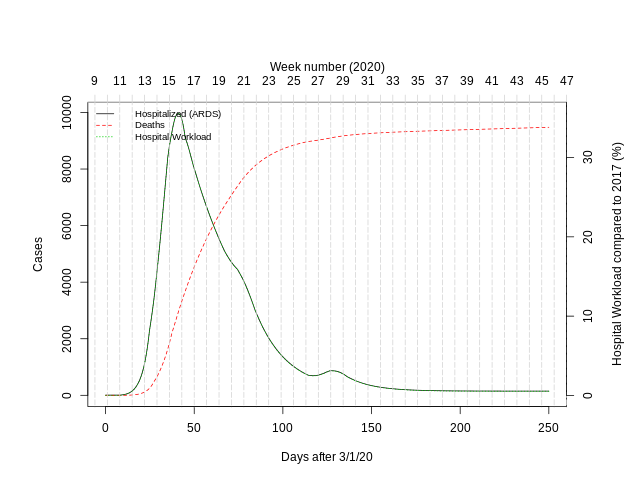 Week number (2020)
9 11 13 15 17 19 21 23 25 27 29 31 33 35 37 39 41 43 45 47
Hospitalized (ARDS)
Deaths
Hospital Workload
Cases
0 2000 4000 6000 8000 10000
Hospital Workload compared to 2017 (%)
0 10 20 30
0 50 100 150 200 250
Days after 3/1/20